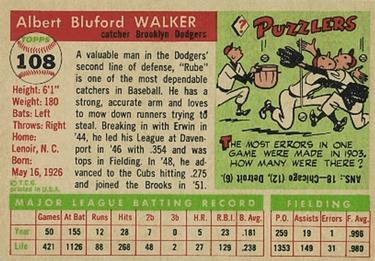 Albert Bluford WALKER
catcher Brooklyn Dodgers
TOPPS
108
Height: 6'1"
Weight: 180
Bats: Left
Throws: Right
Home:
Lenoir, N. C.
Born:
May 16, 1926
© T. C. G.
printed in U.S.A.
A valuable man in the Dodgers'
second line of defense, "Rube"
is one of the most dependable
catchers in Baseball. He has a
strong, accurate arm and loves
to mow down runners trying to
steal. Breaking in with Erwin in
'44, he led his League at Daven-
port in '46 with .354 and was
tops in Fielding. In '48, he ad-
vanced to the Cubs hitting .275
and joined the Brooks in '51.
? PUZZLERS
THE MOST ERRORS IN ONE
GAME WERE MADE IN 1903.
HOW MANY WERE THERE ?
ANS.-18- Chicago (12) Detroit (6)
MAJOR LEAGUE BATTING RECORD
FIELDING
Games At Bat Runs Hits 2b 3b H.R. R.B.I. B. Avg.
Put Outs Assists Errors F. Avg.
Year 50 155 12 28 7 0 5 23 .181
259 19 1 .996
Life 421 1126 88 268 48 2 15 138 .238
1353 149 31 .980